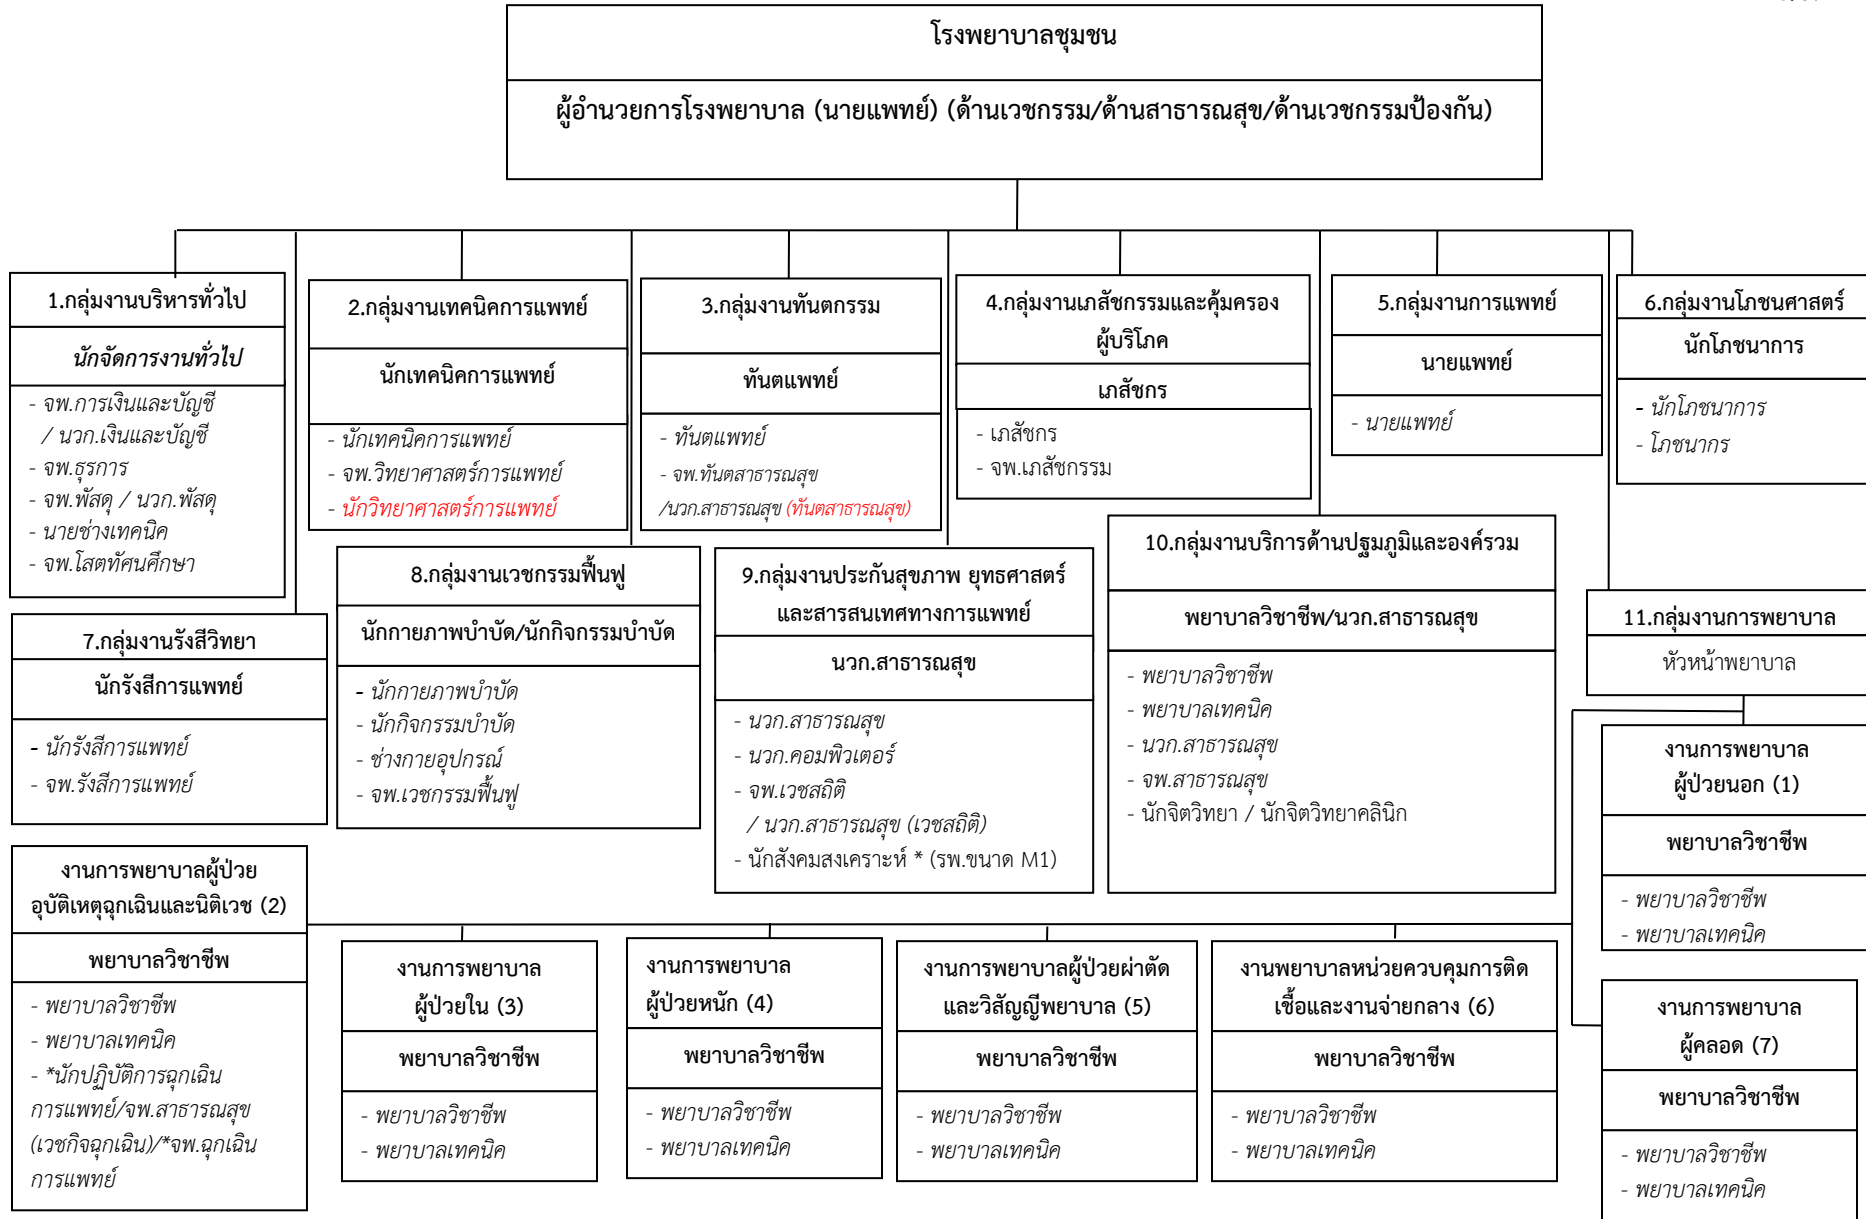 โรงพยาบาลชุมชน
ผู้อำนวยการโรงพยาบาล (นายแพทย์) (ด้านเวชกรรม/ด้านสาธารณสุข/ด้านเวชกรรมป้องกัน)
1.กลุ่มงานบริหารทั่วไป
นักจัดการงานทั่วไป
- จพ.การเงินและบัญชี
/ นวก.เงินและบัญชี
- จพ.ธุรการ
- จพ.พัสดุ / นวก.พัสดุ
- นายช่างเทคนิค
- จพ.โสตทัศนศึกษา
2.กลุ่มงานเทคนิคการแพทย์
นักเทคนิคการแพทย์
- นักเทคนิคการแพทย์
- จพ.วิทยาศาสตร์การแพทย์
- นักวิทยาศาสตร์การแพทย์
3.กลุ่มงานทันตกรรม
ทันตแพทย์
- ทันตแพทย์
- จพ.ทันตสาธารณสุข
/นวก.สาธารณสุข (ทันตสาธารณสุข)
4.กลุ่มงานเภสัชกรรมและคุ้มครอง
ผู้บริโภค
เภสัชกร
- เภสัชกร
- จพ.เภสัชกรรม
5.กลุ่มงานการแพทย์
นายแพทย์
- นายแพทย์
6.กลุ่มงานโภชนศาสตร์
นักโภชนาการ
- นักโภชนาการ
- โภชนากร
7.กลุ่มงานรังสีวิทยา
นักรังสีการแพทย์
- นักรังสีการแพทย์
- จพ.รังสีการแพทย์
8.กลุ่มงานเวชกรรมฟื้นฟู
นักกายภาพบำบัด/นักกิจกรรมบำบัด
- นักกายภาพบำบัด
- นักกิจกรรมบำบัด
- ช่างกายอุปกรณ์
- จพ.เวชกรรมฟื้นฟู
9.กลุ่มงานประกันสุขภาพ ยุทธศาสตร์
และสารสนเทศทางการแพทย์
นวก.สาธารณสุข
- นวก.สาธารณสุข
- นวก.คอมพิวเตอร์
- จพ.เวชสถิติ
/ นวก.สาธารณสุข (เวชสถิติ)
- นักสังคมสงเคราะห์ * (รพ.ขนาด M1)
10.กลุ่มงานบริการด้านปฐมภูมิและองค์รวม
พยาบาลวิชาชีพ/นวก.สาธารณสุข
- พยาบาลวิชาชีพ
- พยาบาลเทคนิค
- นวก.สาธารณสุข
- จพ.สาธารณสุข
- นักจิตวิทยา / นักจิตวิทยาคลินิก
11.กลุ่มงานการพยาบาล
หัวหน้าพยาบาล
งานการพยาบาล
ผู้ป่วยนอก (1)
พยาบาลวิชาชีพ
- พยาบาลวิชาชีพ
- พยาบาลเทคนิค
งานการพยาบาลผู้ป่วย
อุบัติเหตุฉุกเฉินและนิติเวช (2)
พยาบาลวิชาชีพ
- พยาบาลวิชาชีพ
- พยาบาลเทคนิค
- *นักปฏิบัติการฉุกเฉิน
การแพทย์/จพ.สาธารณสุข
(เวชกิจฉุกเฉิน)/*จพ.ฉุกเฉิน
การแพทย์
งานการพยาบาล
ผู้ป่วยใน (3)
พยาบาลวิชาชีพ
- พยาบาลวิชาชีพ
- พยาบาลเทคนิค
งานการพยาบาล
ผู้ป่วยหนัก (4)
พยาบาลวิชาชีพ
- พยาบาลวิชาชีพ
- พยาบาลเทคนิค
งานการพยาบาลผู้ป่วยผ่าตัด
และวิสัญญีพยาบาล (5)
พยาบาลวิชาชีพ
- พยาบาลวิชาชีพ
- พยาบาลเทคนิค
งานพยาบาลหน่วยควบคุมการติด
เชื้อและงานจ่ายกลาง (6)
พยาบาลวิชาชีพ
- พยาบาลวิชาชีพ
- พยาบาลเทคนิค
งานการพยาบาล
ผู้คลอด (7)
พยาบาลวิชาชีพ
- พยาบาลวิชาชีพ
- พยาบาลเทคนิค